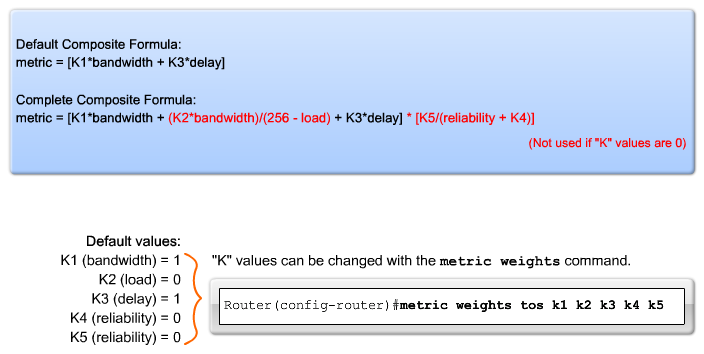 Default Composite Formula:
metric = [K1*bandwidth + K3*delay]
Complete Composite Formula:
metric = [K1*bandwidth + (K2*bandwidth)/(256 - load) + K3*delay] * [K5/(reliability + K4)]
(Not used if "K" values are 0)
Default values:
K1 (bandwidth) = 1
K2 (load) = 0
K3 (delay) = 1
K4 (reliability) = 0
K5 (reliability) = 0
"K" values can be changed with the metric weights command.
Router(config-router)#metric weights tos k1 k2 k3 k4 k5